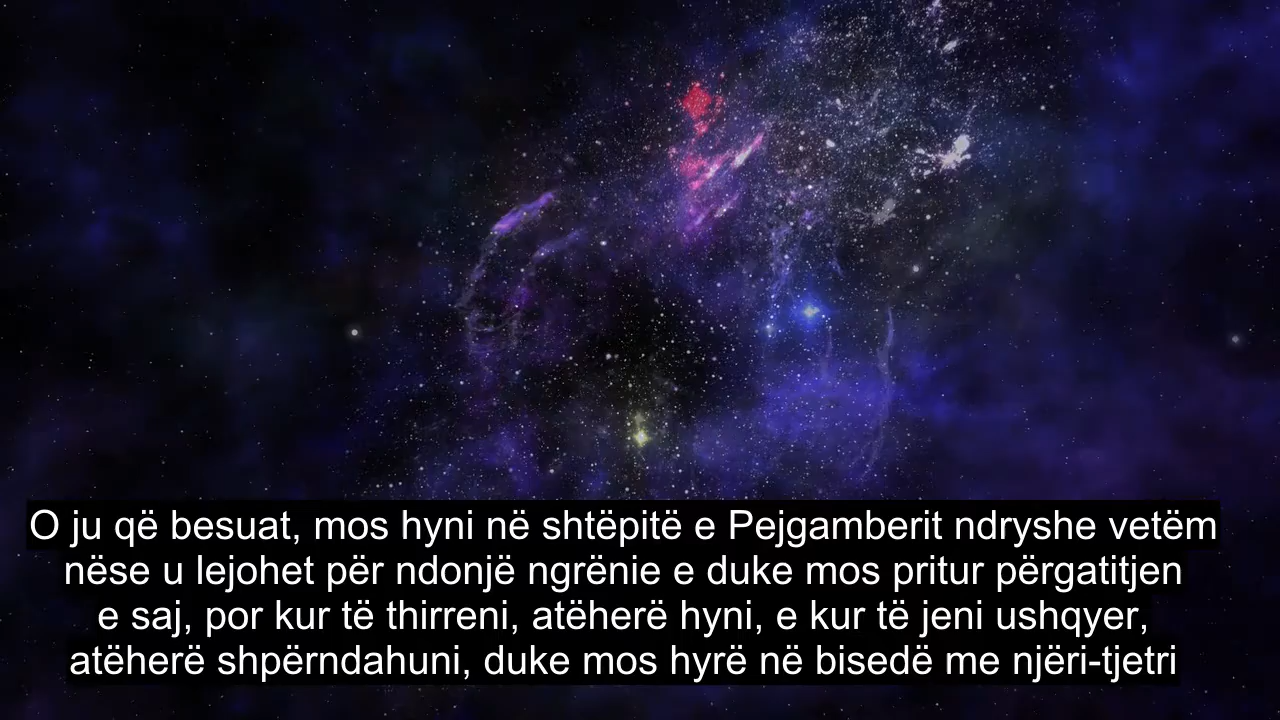 O ju që besuat, mos hyni në shtëpitë e Pejgamberit ndryshe vetëm
nëse u lejohet për ndonjë ngrënie e duke mos pritur përgatitjen
e saj, por kur të thirreni, atëherë hyni, e kur të jeni ushqyer,
atëherë shpërndahuni, duke mos hyrë në bisedë me njëri-tjetri